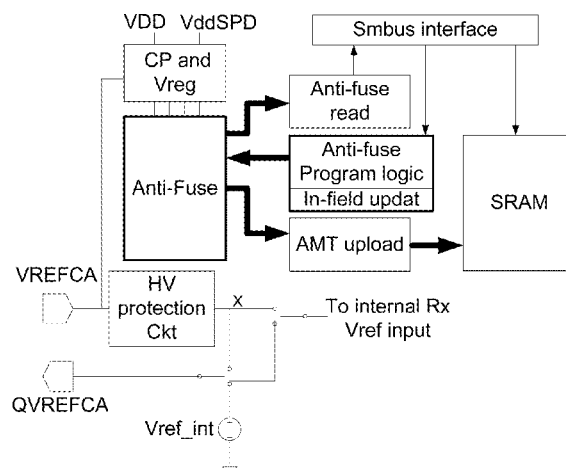 VDD
VddSPD
Smbus interface
CP and
Vreg
Anti-fuse
read
Anti-Fuse
Anti-fuse
Program logic
In-field updat
SRAM
AMT upload
VREFCA
HV
protection
Ckt
X
To internal Rx
Vref input
QVREFCA
Vref_int